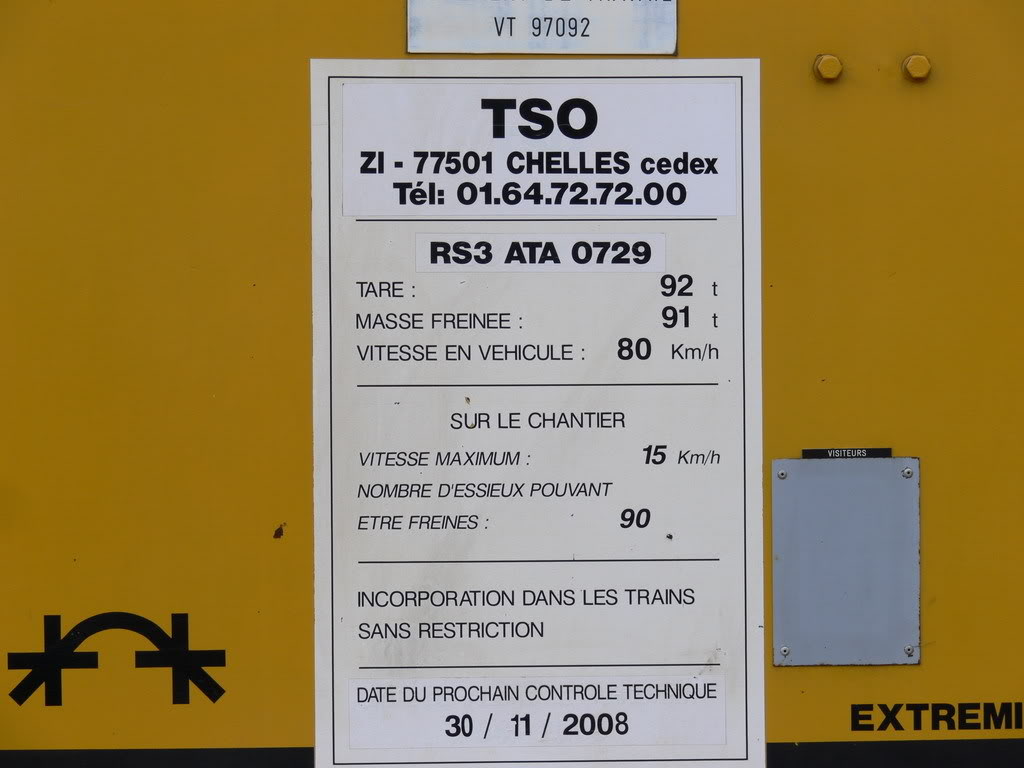 VT 97092
TSO
ZI - 77501 CHELLES cedex
Tél: 01.64.72.72.00
RS3 ATA 0729
TARE : 92 t
MASSE FREINEE : 91 t
VITESSE EN VEHICULE : 80 Km/h
SUR LE CHANTIER
VITESSE MAXIMUM : 15 Km/h
NOMBRE D'ESSIEUX POUVANT
ETRE FREINES : 90
INCORPORATION DANS LES TRAINS
SANS RESTRICTION
DATE DU PROCHAIN CONTROLE TECHNIQUE
30 / 11 / 2008
VISITEURS
EXTREMI